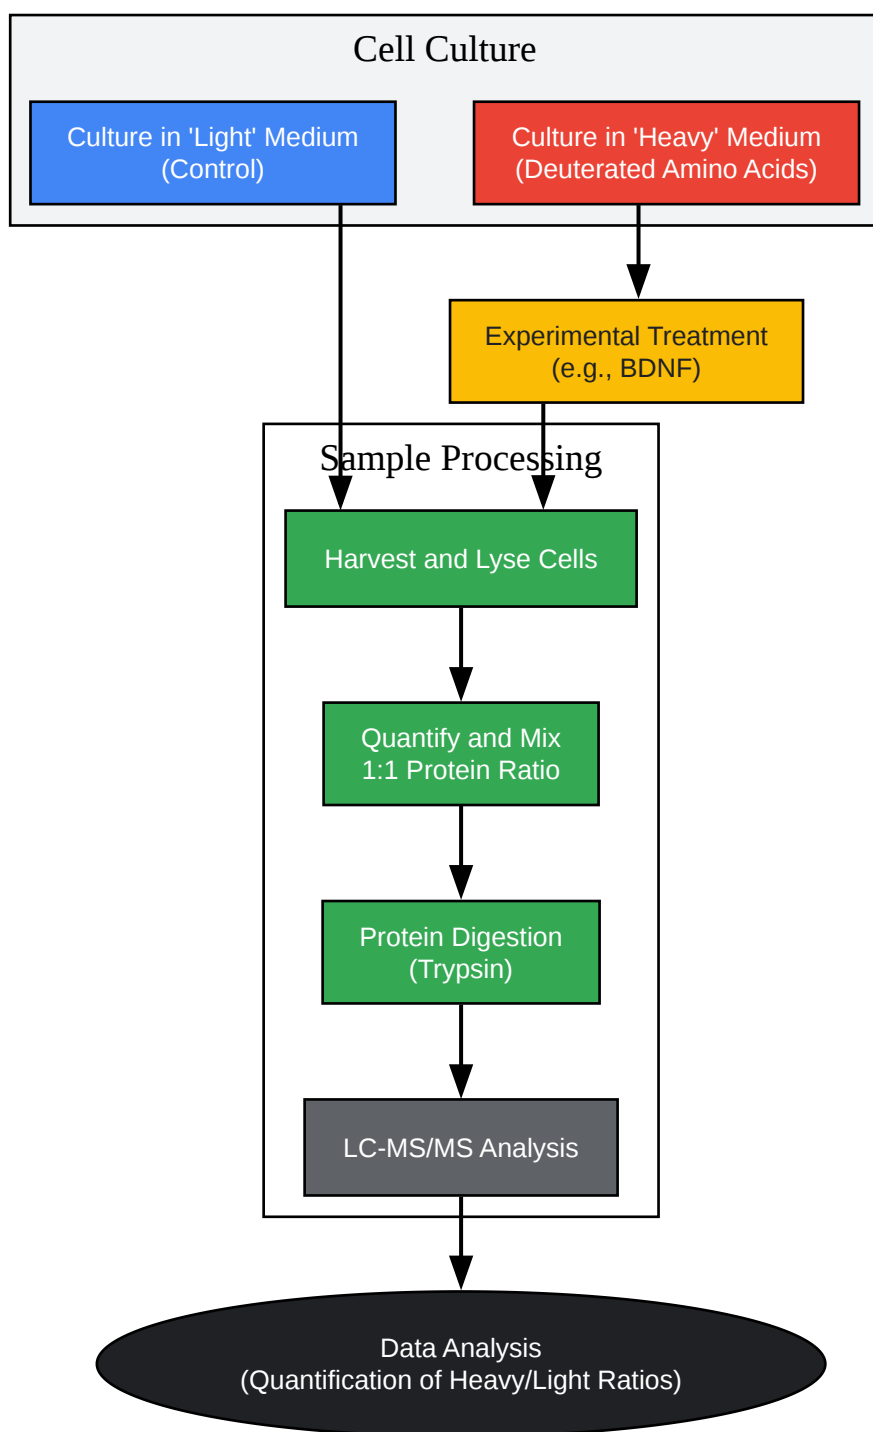 Cell Culture
Culture in 'Light' Medium
(Control)
Culture in 'Heavy' Medium
(Deuterated Amino Acids)
Experimental Treatment
(e.g., BDNF)
Sample Processing
Harvest and Lyse Cells
Quantify and Mix
1:1 Protein Ratio
Protein Digestion
(Trypsin)
LC-MS/MS Analysis
Data Analysis
(Quantification of Heavy/Light Ratios)